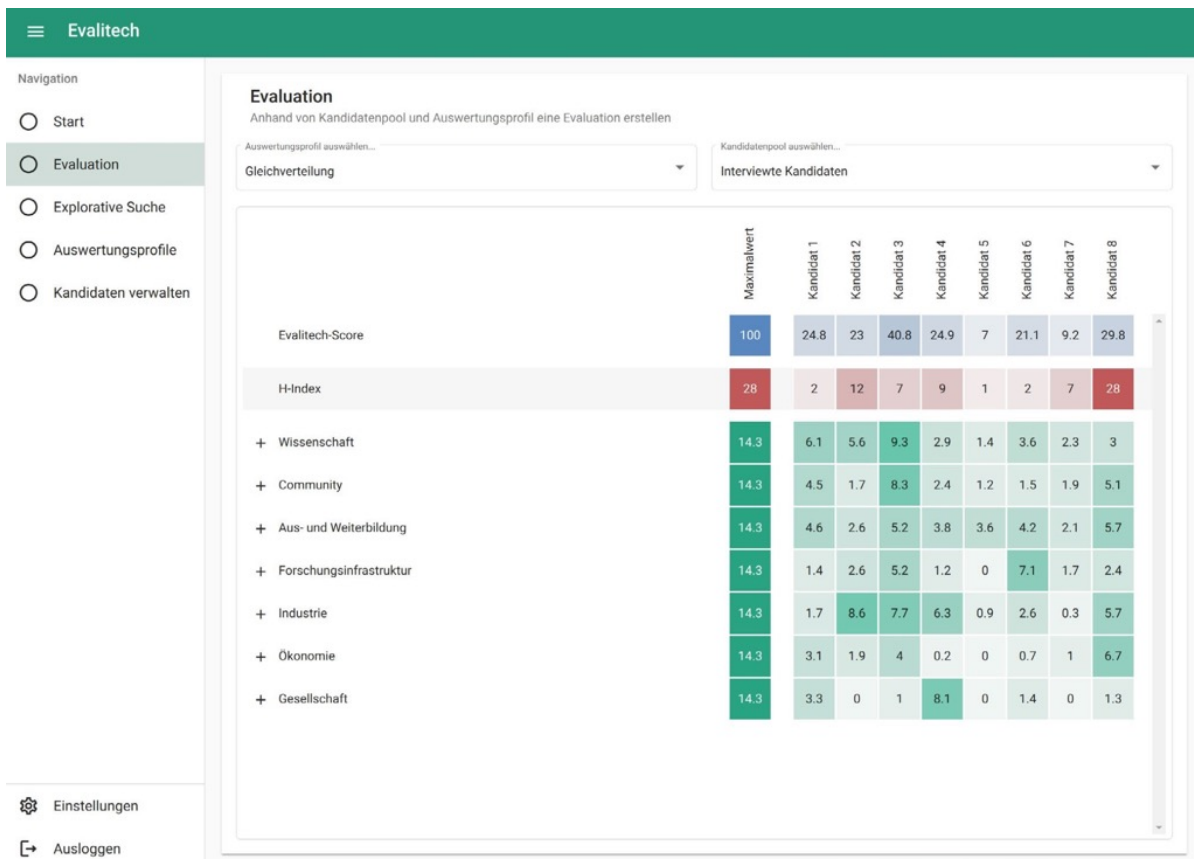 Evalitech
Navigation
Start
Evaluation
Explorative Suche
Auswertungsprofile
Kandidaten verwalten
Einstellungen
Ausloggen
Evaluation
Anhand von Kandidatenpool und Auswertungsprofil eine Evaluation erstellen
Auswertungsprofil auswählen...
Gleichverteilung
Kandidatenpool auswählen...
Interviewte Kandidaten
Maximalwert Kandidat 1 Kandidat 2 Kandidat 3 Kandidat 4 Kandidat 5 Kandidat 6 Kandidat 7 Kandidat 8
Evalitech-Score 100 24.8 23 40.8 24.9 7 21.1 9.2 29.8
H-Index 28 2 12 7 9 1 2 7 28
+ Wissenschaft 14.3 6.1 5.6 9.3 2.9 1.4 3.6 2.3 3
+ Community 14.3 4.5 1.7 8.3 2.4 1.2 1.5 1.9 5.1
+ Aus- und Weiterbildung 14.3 4.6 2.6 5.2 3.8 3.6 4.2 2.1 5.7
+ Forschungsinfrastruktur 14.3 1.4 2.6 5.2 1.2 0 7.1 1.7 2.4
+ Industrie 14.3 1.7 8.6 7.7 6.3 0.9 2.6 0.3 5.7
+ Ökonomie 14.3 3.1 1.9 4 0.2 0 0.7 1 6.7
+ Gesellschaft 14.3 3.3 0 1 8.1 0 1.4 0 1.3